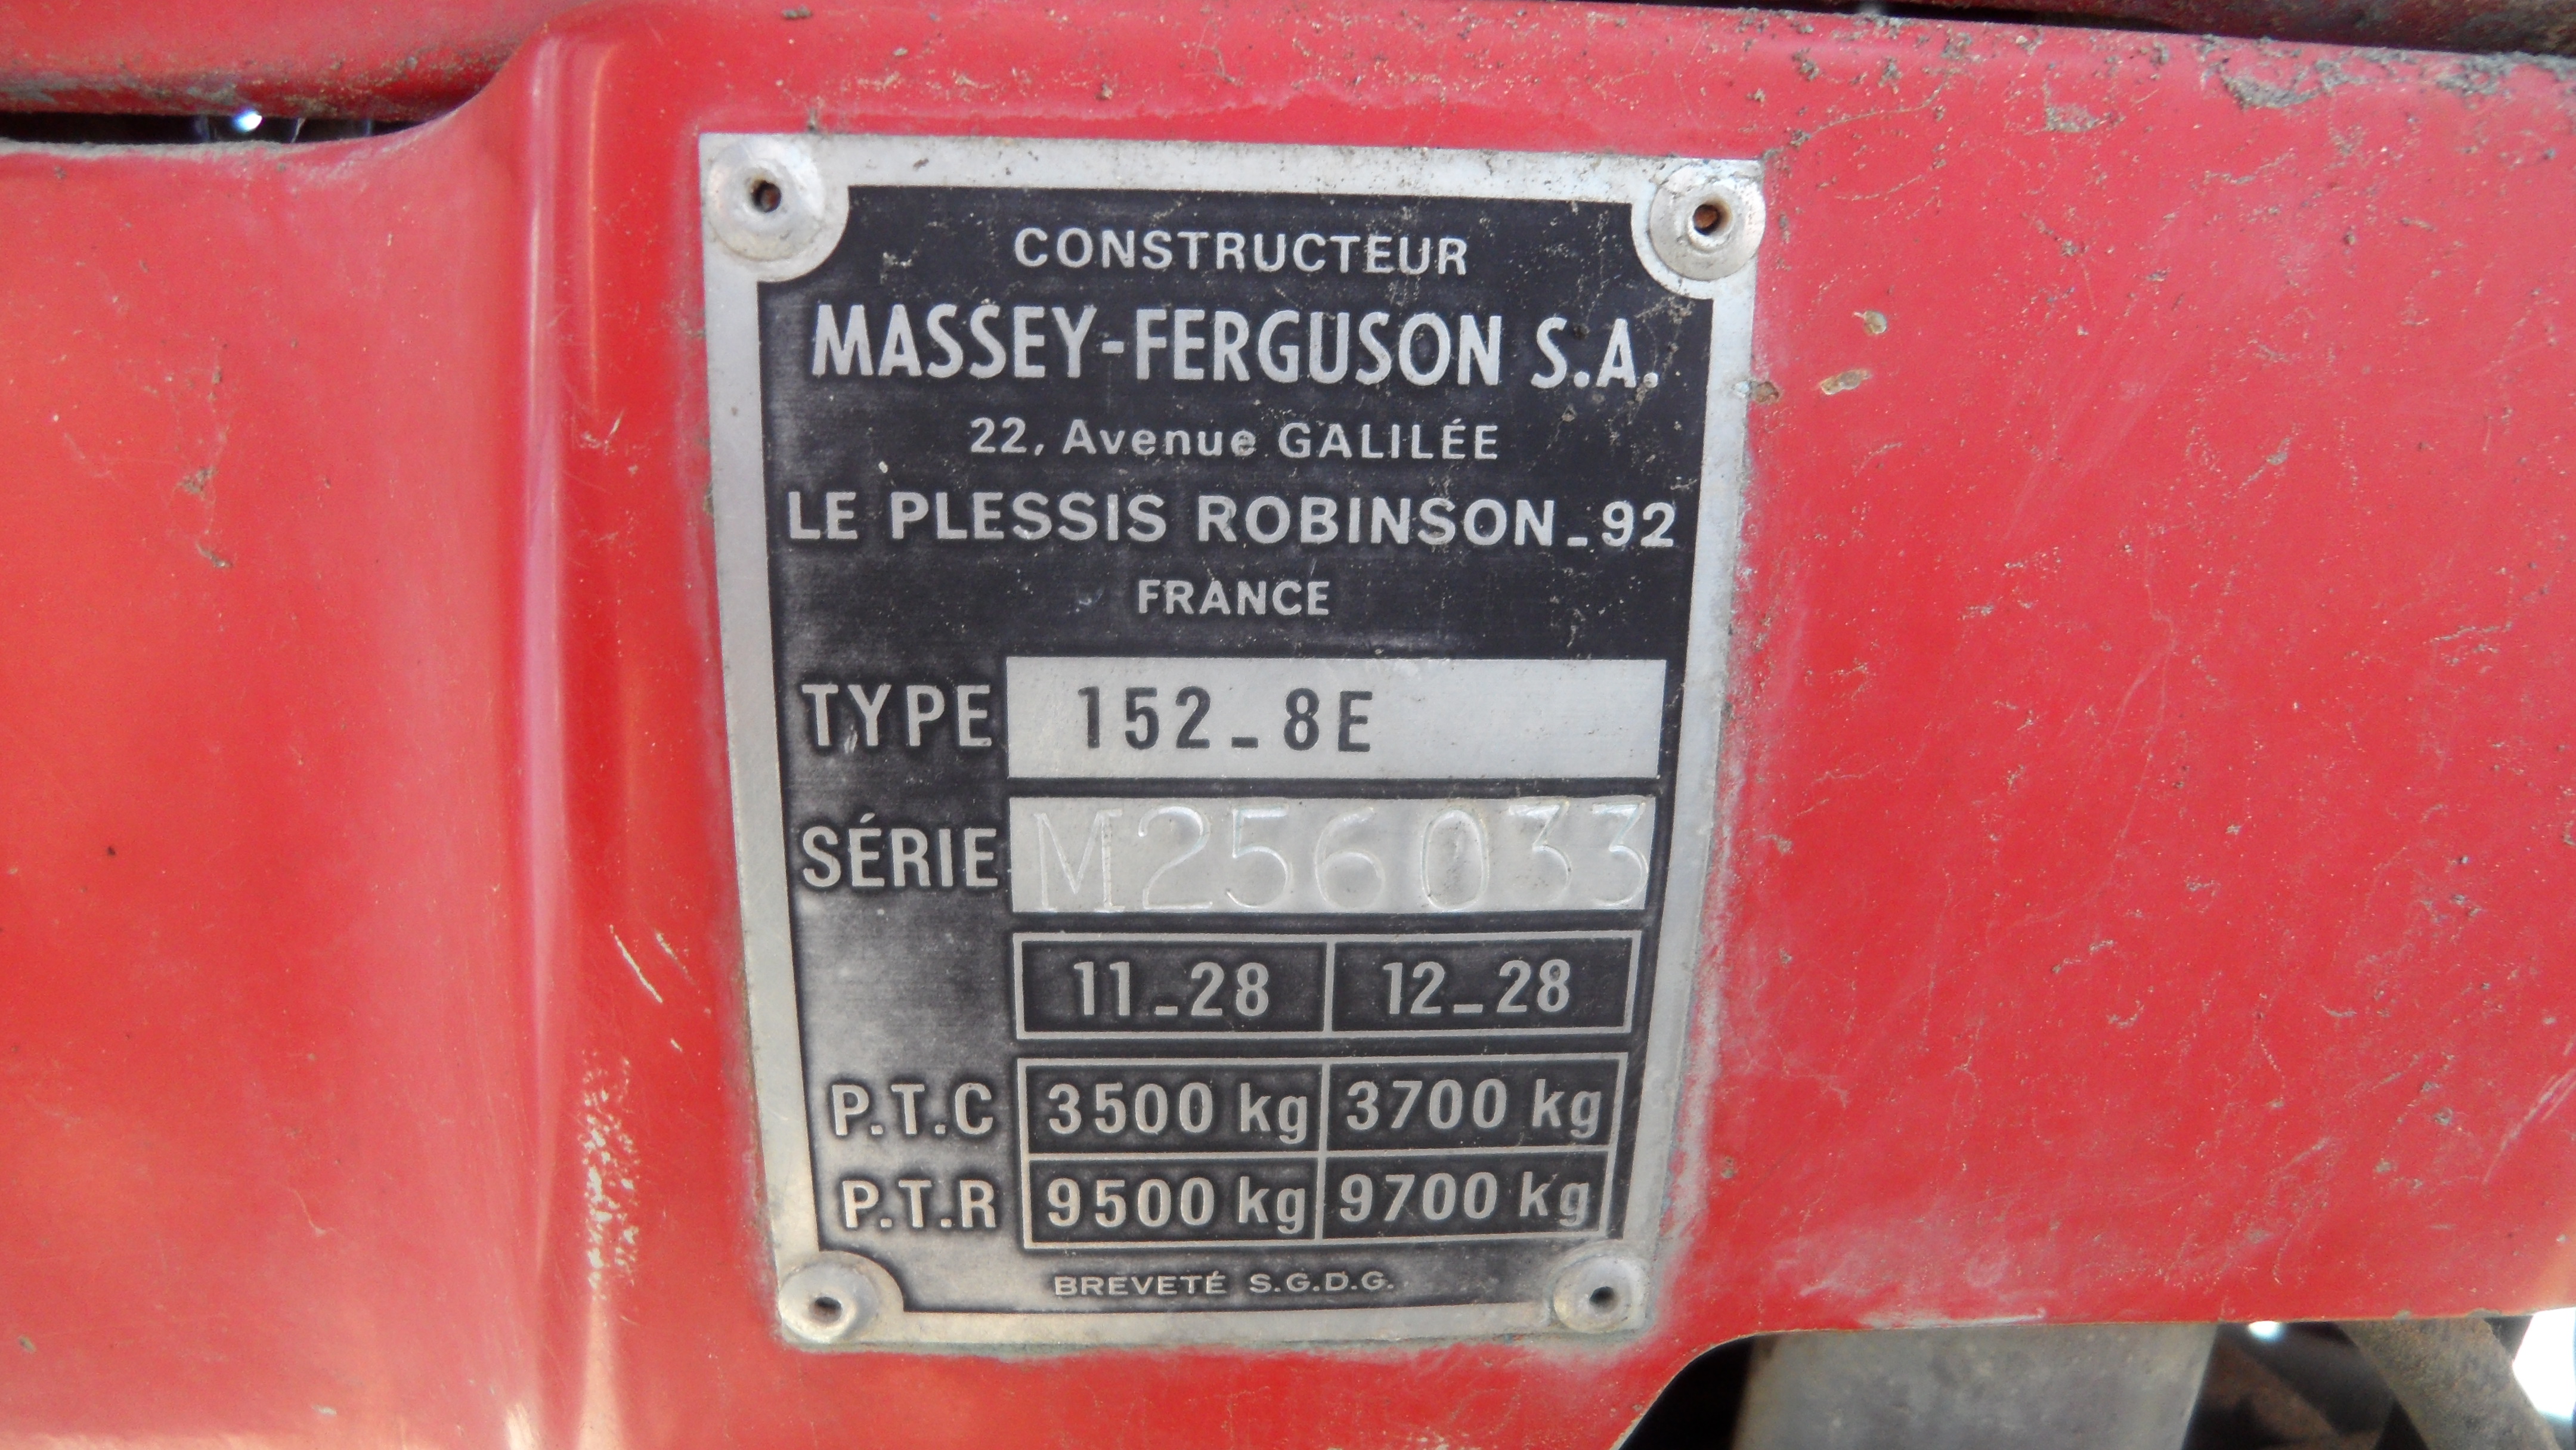 CONSTRUCTEUR
MASSEY-FERGUSON S.A.
22, Avenue GALILÉE
LE PLESSIS ROBINSON_92
FRANCE
TYPE 152_8E
SÉRIE M256033
11_28 12_28
P.T.C 3500 kg 3700 kg
P.T.R 9500 kg 9700 kg
BREVETÉ S.G.D.G.